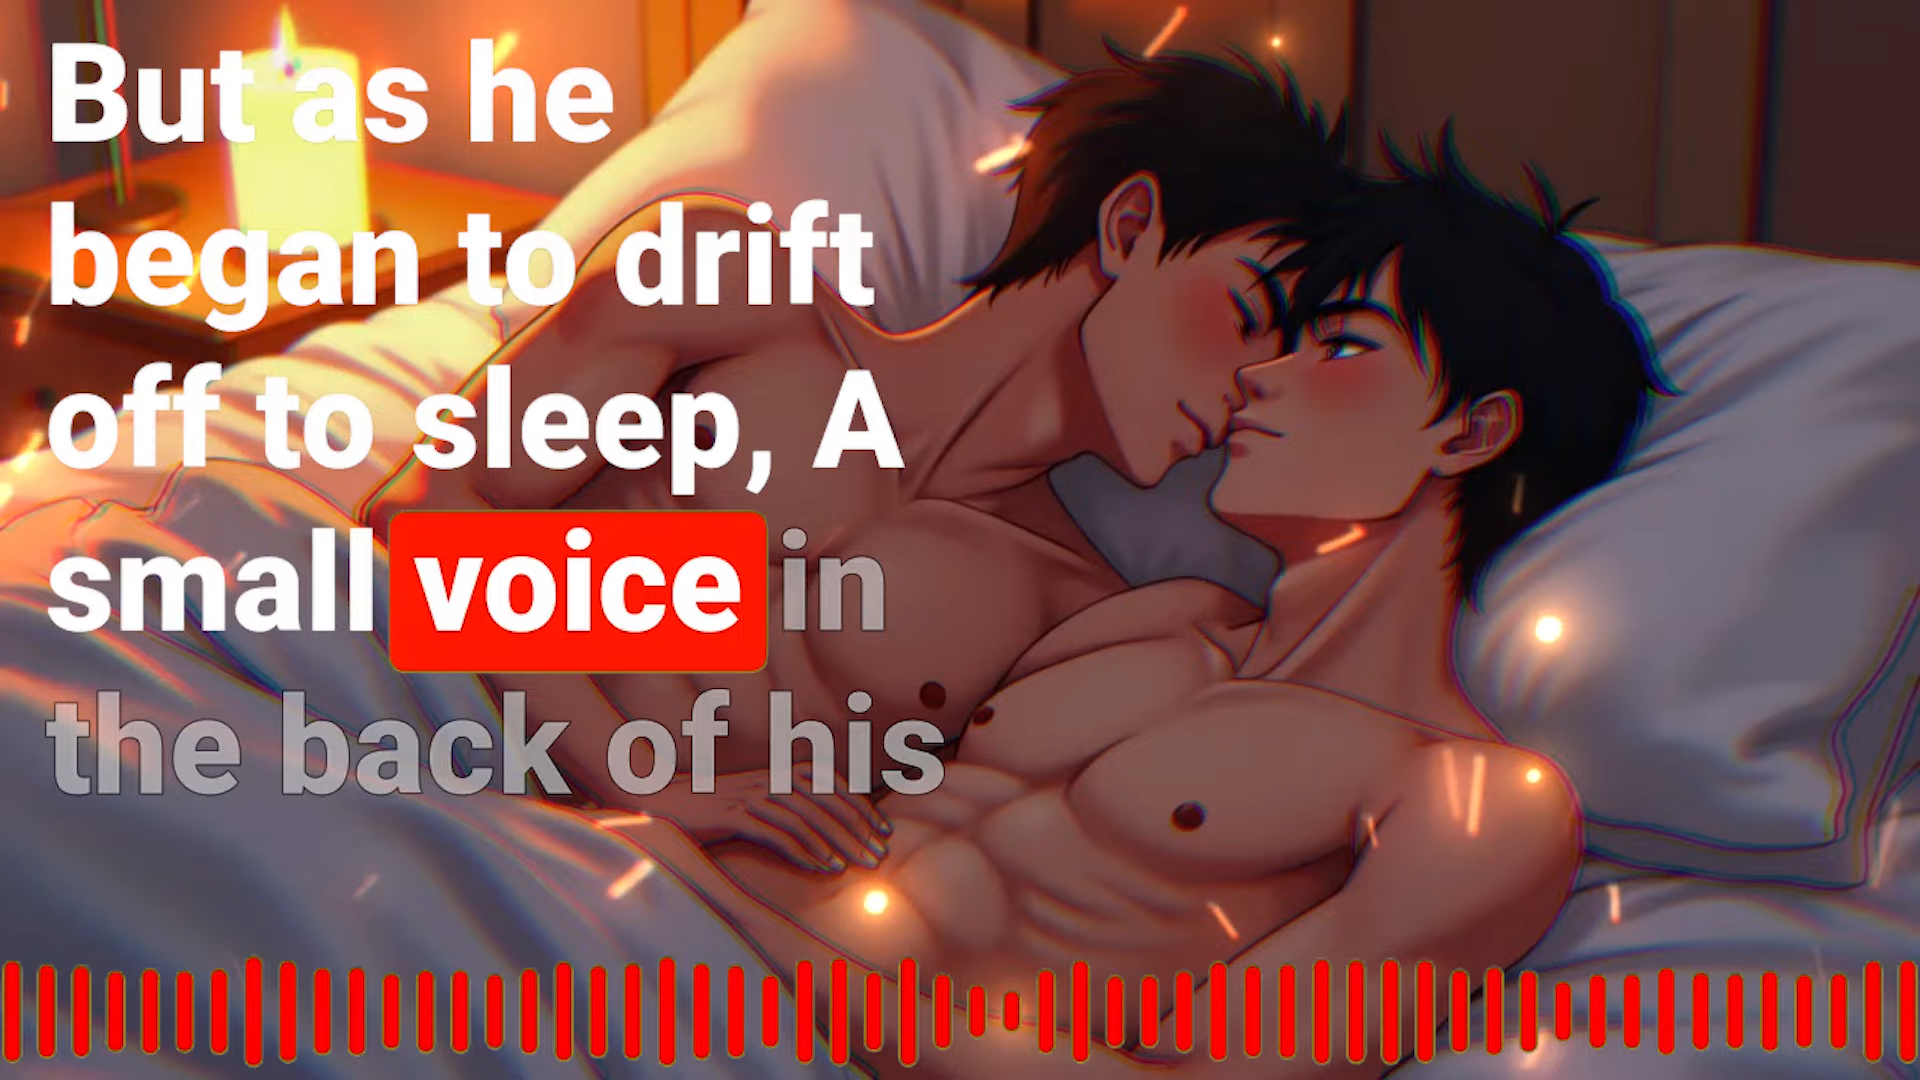 But as he
began to drift
off to sleep, A
small voice in
the back of his